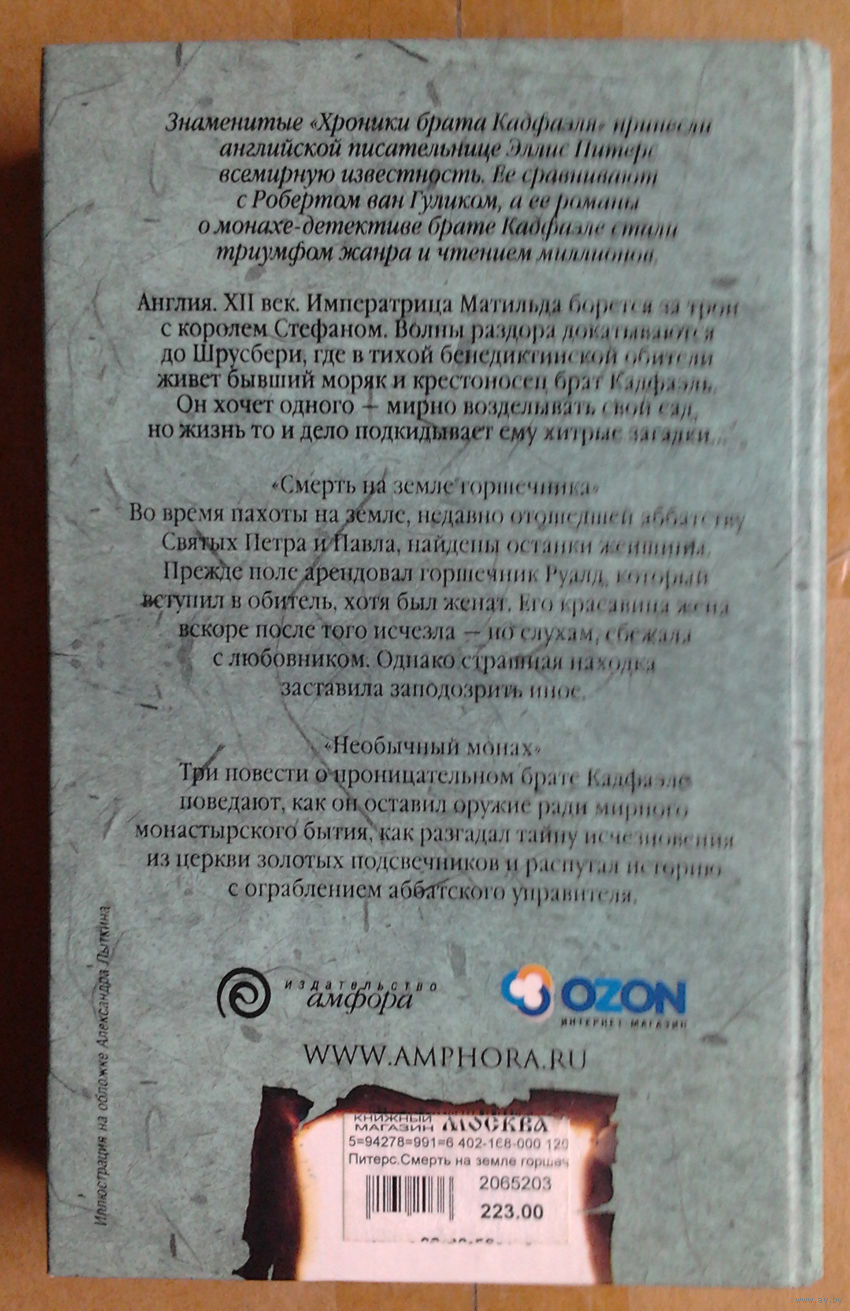 Знаменитые «Хроники брата Кадфаэля» принесли
английской писательнице Эллис Питерс
всемирную известность. Ее сравнивают
с Робертом ван Гуликом, а ее романы
о монахе-детективе брате Кадфаэле стали
триумфом жанра и чтением миллионов.
Англия. XII век. Императрица Матильда борется за трон
с королем Стефаном. Волны раздора докатываются
до Шрусбери, где в тихой бенедиктинской обители
живет бывший моряк и крестоносец брат Кадфаэль.
Он хочет одного — мирно возделывать свой сад,
но жизнь то и дело подкидывает ему хитрые загадки...
«Смерть на земле горшечника»
Во время пахоты на земле, недавно отошедшей аббатству
Святых Петра и Павла, найдены останки женщины.
Прежде поле арендовал горшечник Руалд, который
вступил в обитель, хотя был женат. Его красавица жена
вскоре после того исчезла — по слухам, сбежала
с любовником. Однако страшная находка
заставила заподозрить иное.
«Необычный монах»
Три повести о проницательном брате Кадфаэле
поведают, как он оставил оружие ради мирного
монастырского бытия, как разгадал тайну исчезновения
из церкви золотых подсвечников и распутал историю
с ограблением аббатского управителя.
Иллюстрация на обложке Александра Лыткина
издательство
амфора
OZON
ИНТЕРНЕТ МАГАЗИН
WWW.AMPHORA.RU
КНИЖНЫЙ
МАГАЗИН МОСКВА
5=94278=991=6 402-168-000 120
Питерс.Смерть на земле горшеч
2065203
223.00
www.ay.by